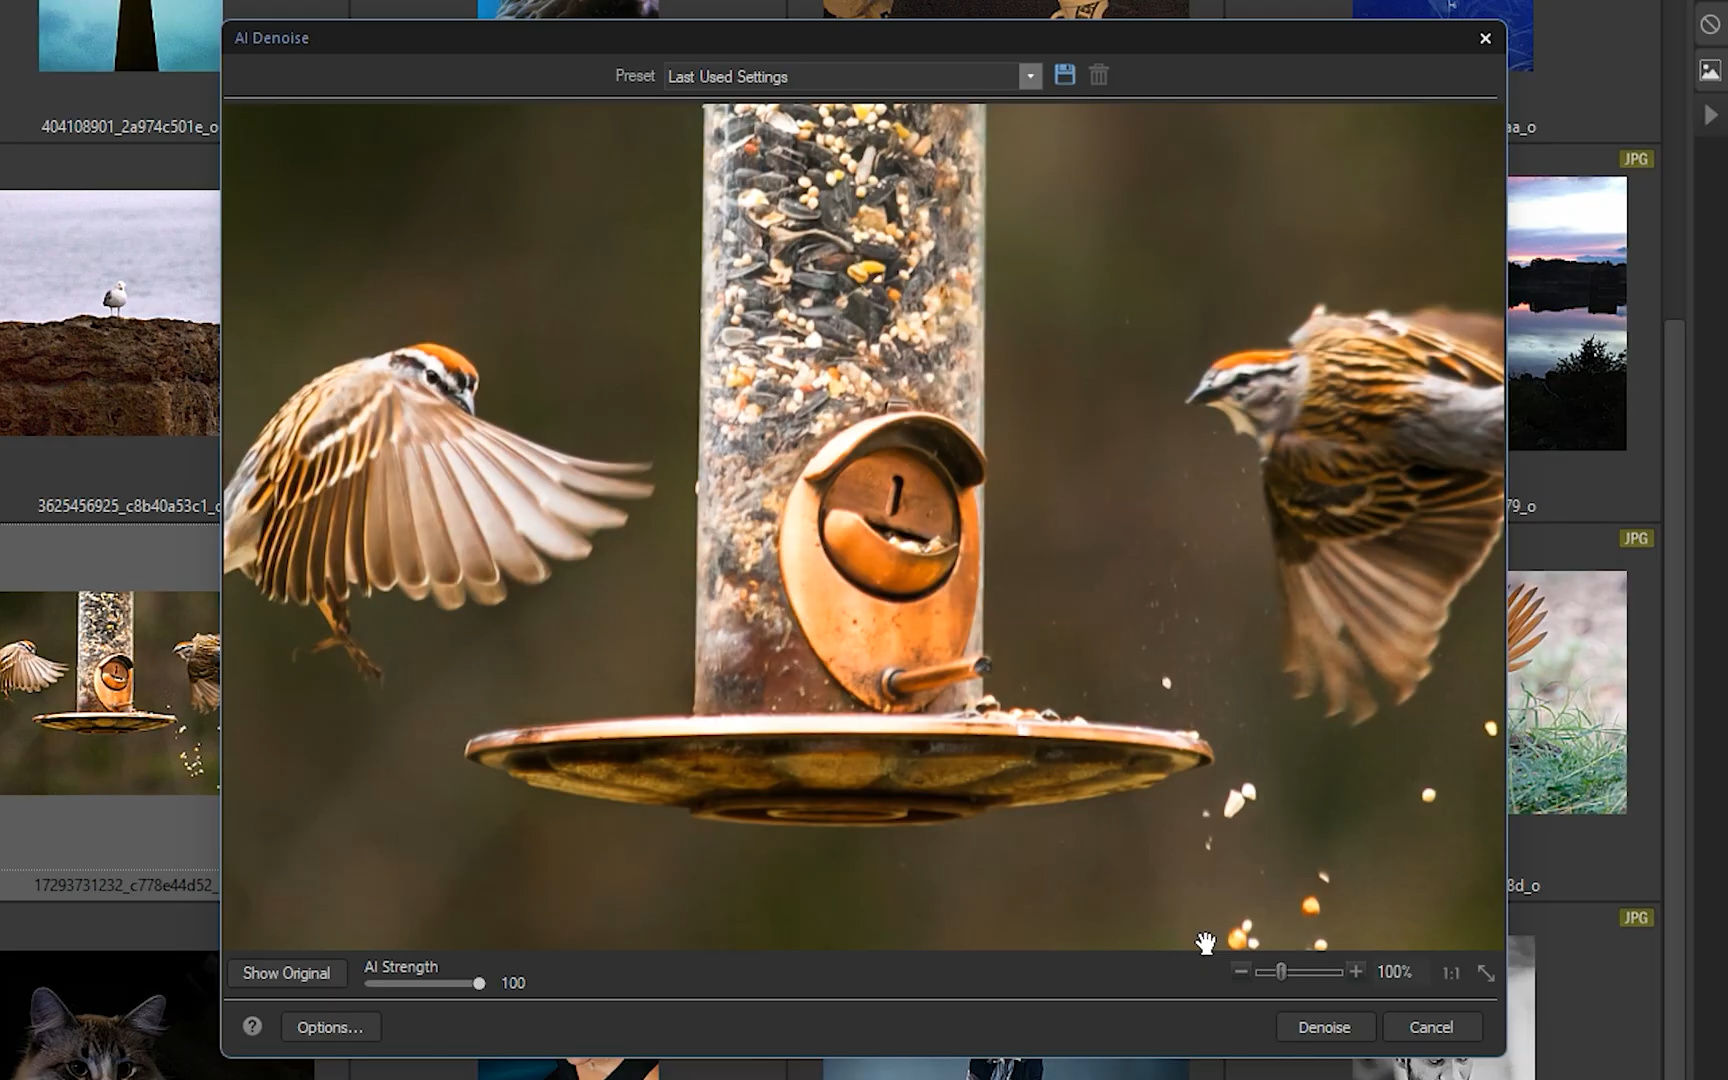 AI Denoise
Preset Last Used Settings
404108901_2a974c501e_o
aa_o
JPG
3625456925_c8b40a53c1_o
79_o
JPG
17293731232_c778e44d52_
8d_o
JPG
Show Original
AI Strength
100
100%
1:1
?
Options...
Denoise
Cancel